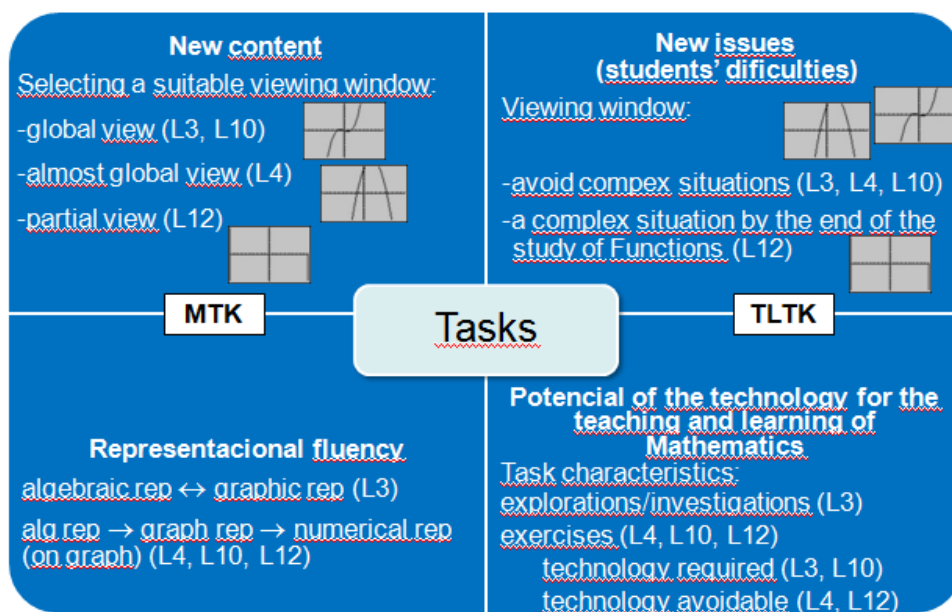 New content
Selecting a suitable viewing window:
-global view (L3, L10)
-almost global view (L4)
-partial view (L12)
MTK
New issues
(students' dificulties)
Viewing window:
-avoid compex situations (L3, L4, L10)
-a complex situation by the end of the
study of Functions (L12)
TLTK
Tasks
Representacional fluency
algebraic rep ↔ graphic rep (L3)
alg rep → graph rep → numerical rep
(on graph) (L4, L10, L12)
Potencial of the technology for the
teaching and learning of
Mathematics
Task characteristics:
explorations/investigations (L3)
exercises (L4, L10, L12)
technology required (L3, L10)
technology avoidable (L4, L12)